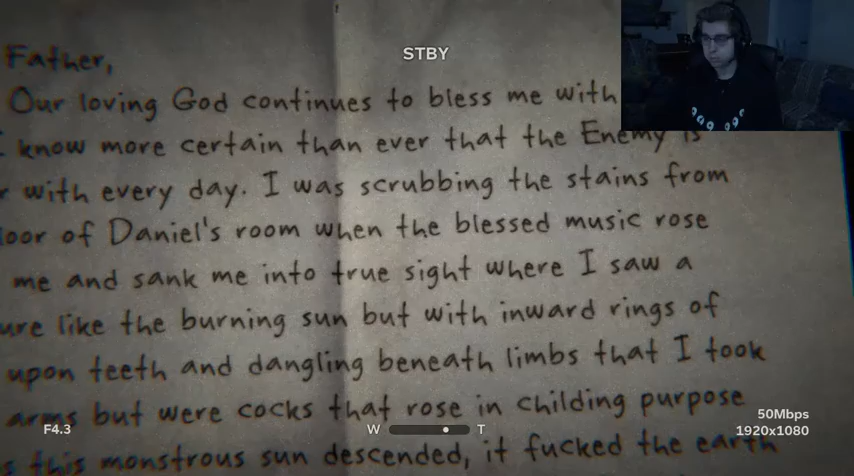 STBY
Father,
Our loving God continues to bless me with
I know more certain than ever that the Enemy is
with every day. I was scrubbing the stains from
loor of Daniel's room when the blessed music rose
me and sank me into true sight where I saw a
ure like the burning sun but with inward rings of
upon teeth and dangling beneath limbs that I took
arms but were cocks that rose in childing purpose
s this monstrous sun descended, it fucked the earth
F4.3
W T
50Mbps
1920x1080